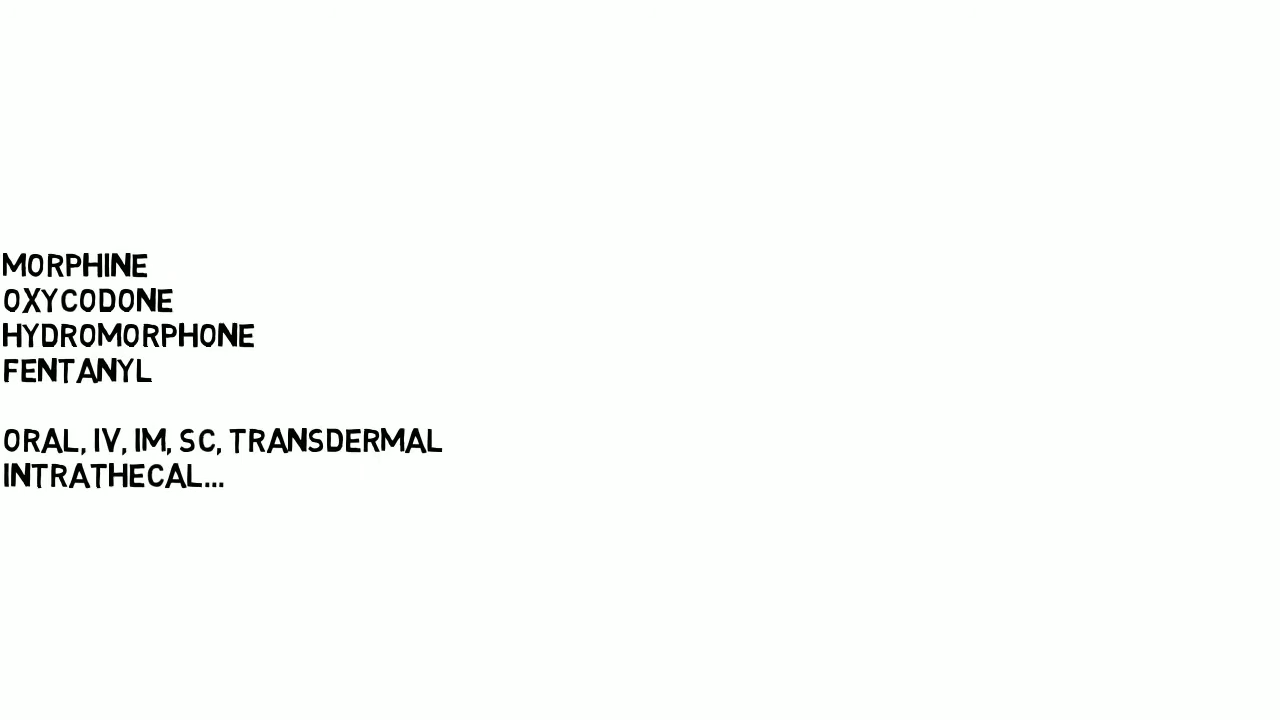 MORPHINE
OXYCODONE
HYDROMORPHONE
FENTANYL
ORAL, IV, IM, SC, TRANSDERMAL
INTRATHECAL...